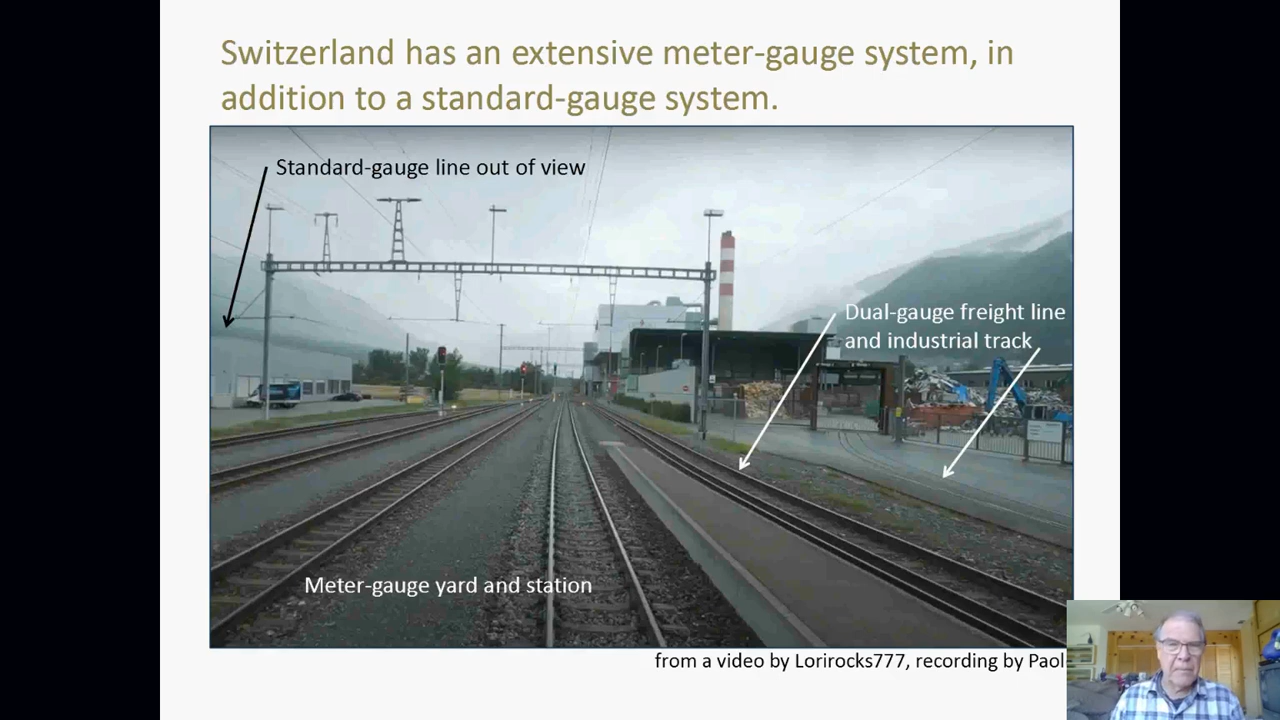 Switzerland has an extensive meter-gauge system, in
addition to a standard-gauge system.
Standard-gauge line out of view
Dual-gauge freight line
and industrial track
Meter-gauge yard and station
from a video by Lorirocks777, recording by Paol